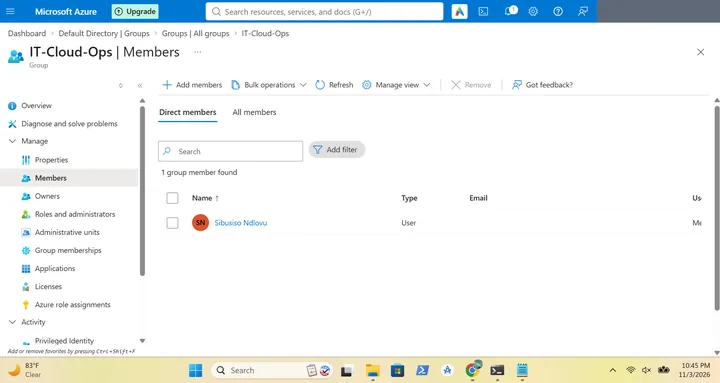 Microsoft Azure
Upgrade
Search resources, services, and docs (G+/)
1
Dashboard > Default Directory | Groups > Groups | All groups > IT-Cloud-Ops >
IT-Cloud-Ops | Members ...
Group
Add members
Bulk operations
Refresh
Manage view
Remove
Got feedback?
Overview
Diagnose and solve problems
Manage
Properties
Members
Owners
Roles and administrators
Administrative units
Group memberships
Applications
Licenses
Azure role assignments
Activity
Privileged Identity
Add or remove favorites by pressing Ctrl+Shift+F
Direct members
All members
Search
Add filter
1 group member found
Name ↑
Type
Email
Us
SN
Sibusiso Ndlovu
User
Me
83°F
Clear
Search
10:45 PM
11/3/2026